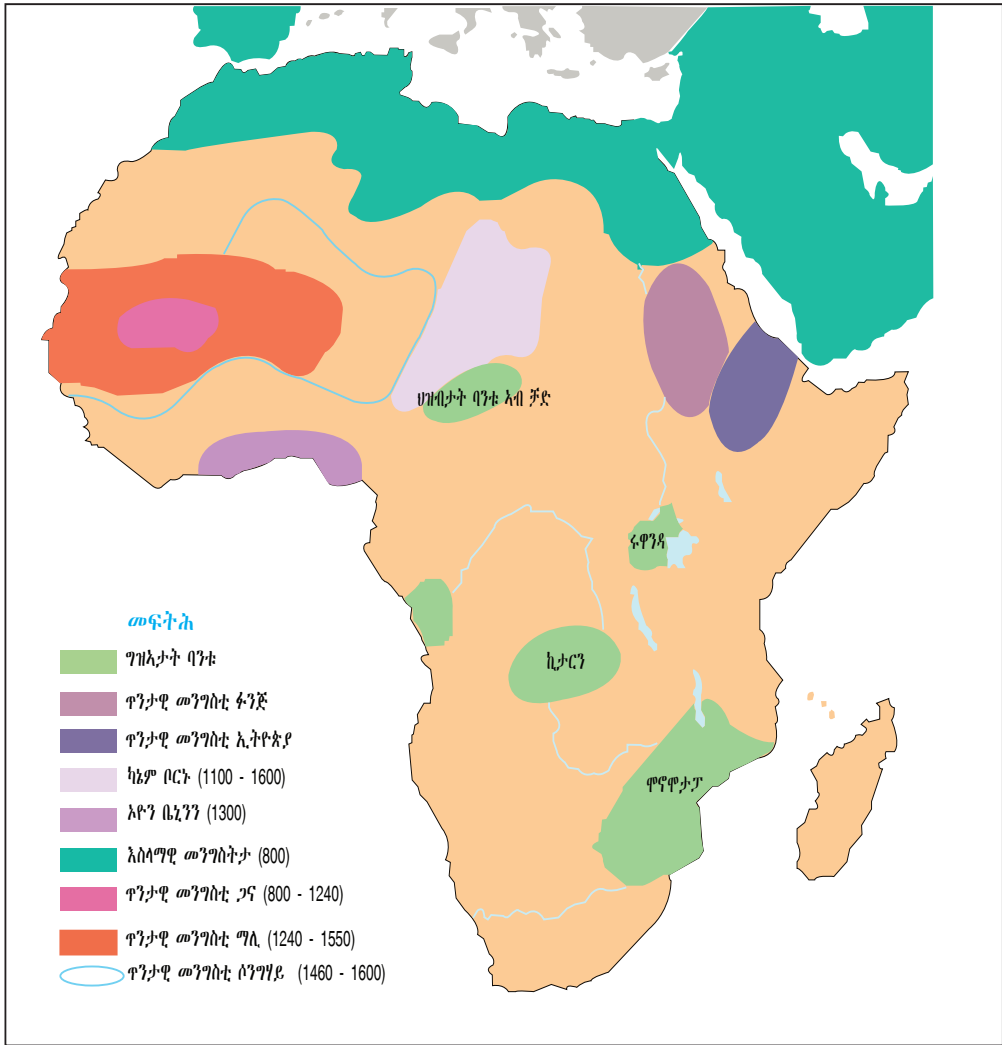 ህዝብታት ባንቱ ኣብ ቻድ
ሩዋንዳ
ኪታርን
ሞኖሞታፓ
መፍትሕ
ግዝኣታት ባንቱ
ጥንታዊ መንግስቲ ፉንጅ
ጥንታዊ መንግስቲ ኢትዮጵያ
ካኔም ቦርኑ (1100 - 1600)
ኦዮን ቤኒንን (1300)
እስላማዊ መንግስትታ (800)
ጥንታዊ መንግስቲ ጋና (800 - 1240)
ጥንታዊ መንግስቲ ማሊ (1240 - 1550)
ጥንታዊ መንግስቲ ሶንግሃይ (1460 - 1600)